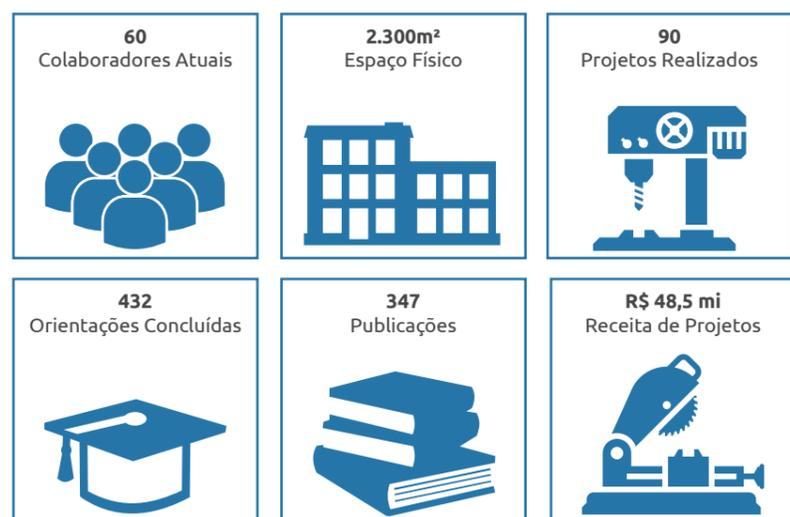 60
Colaboradores Atuais
2.300m²
Espaço Físico
90
Projetos Realizados
432
Orientações Concluídas
347
Publicações
R$ 48,5 mi
Receita de Projetos